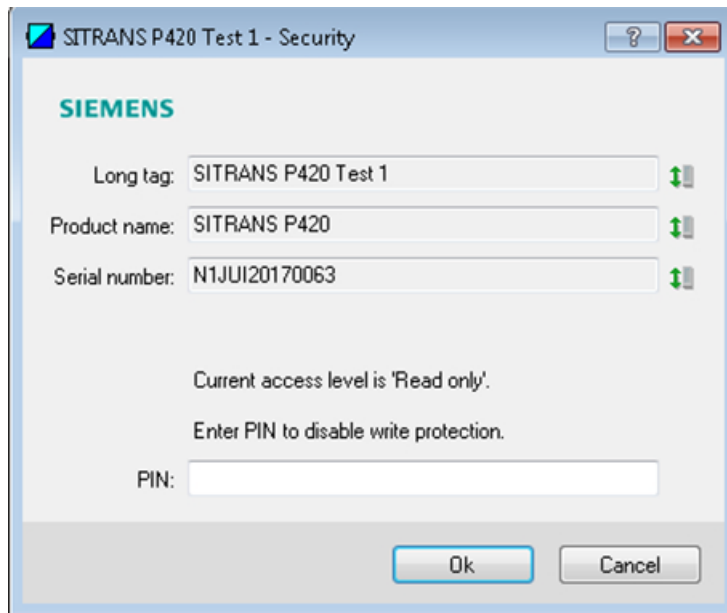 SITRANS P420 Test 1 - Security
SIEMENS
Long tag: SITRANS P420 Test 1
Product name: SITRANS P420
Serial number: N1JUI20170063
Current access level is 'Read only'.
Enter PIN to disable write protection.
PIN:
Ok Cancel